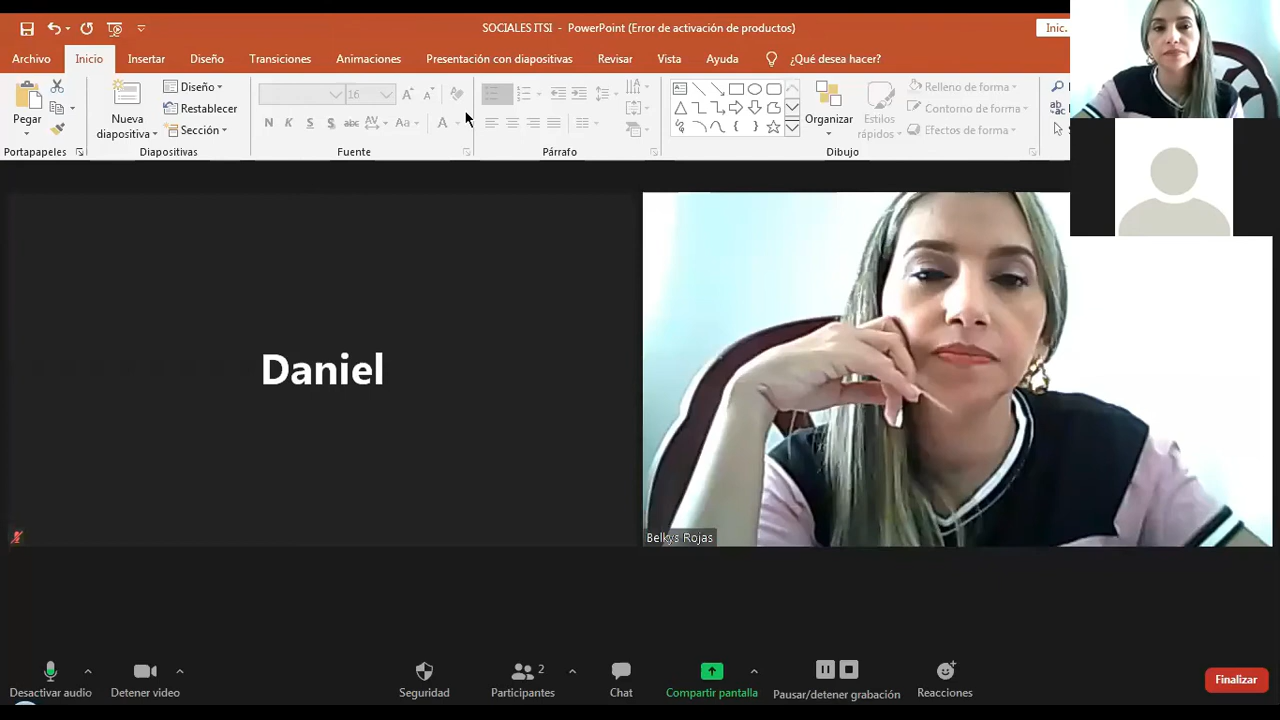 SOCIALES ITSI - PowerPoint (Error de activación de productos)
Inic.
Archivo Inicio Insertar Diseño Transiciones Animaciones Presentación con diapositivas Revisar Vista Ayuda ¿Qué desea hacer?
Pegar
Nueva diapositiva
Diseño
Restablecer
Sección
16
N K S S abc AV Aa A
Organizar
Estilos rápidos
Relleno de forma
Contorno de forma
Efectos de forma
Portapapeles Diapositivas Fuente Párrafo Dibujo
Daniel
Belkys Rojas
2
Desactivar audio Detener video Seguridad Participantes Chat Compartir pantalla Pausar/detener grabación Reacciones Finalizar